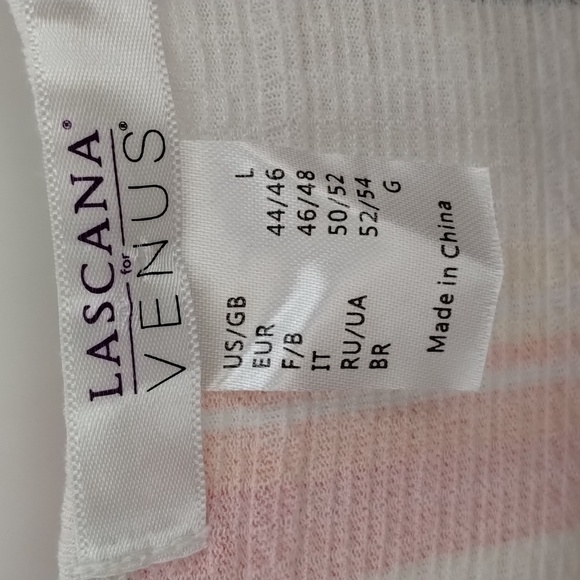 LASCANA®
for
VENUS®
US/GB L
EUR 44/46
F/B 46/48
IT 50/52
RU/UA 52/54
BR G
Made in China